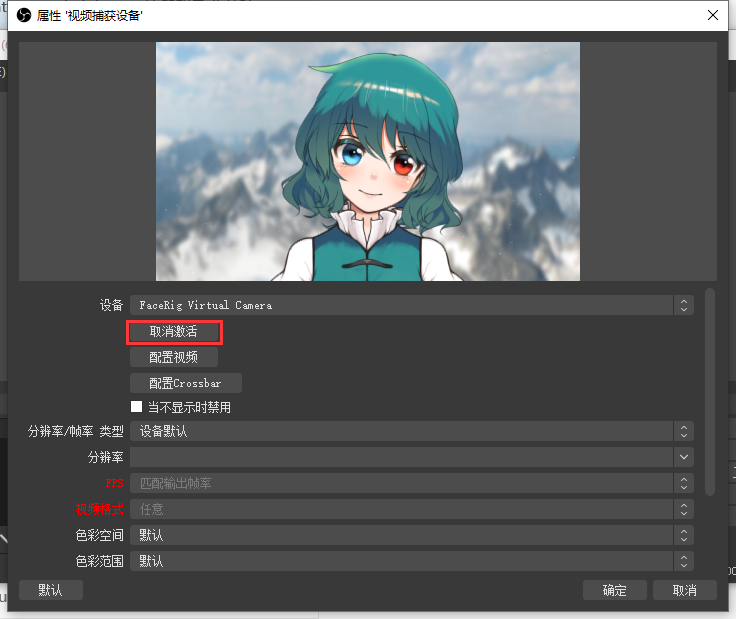 属性 '视频捕获设备'
设备 FaceRig Virtual Camera
取消激活
配置视频
配置Crossbar
当不显示时禁用
分辨率/帧率 类型 设备默认
分辨率
FPS 匹配输出帧率
视频格式 任意
色彩空间 默认
色彩范围 默认
默认 确定 取消